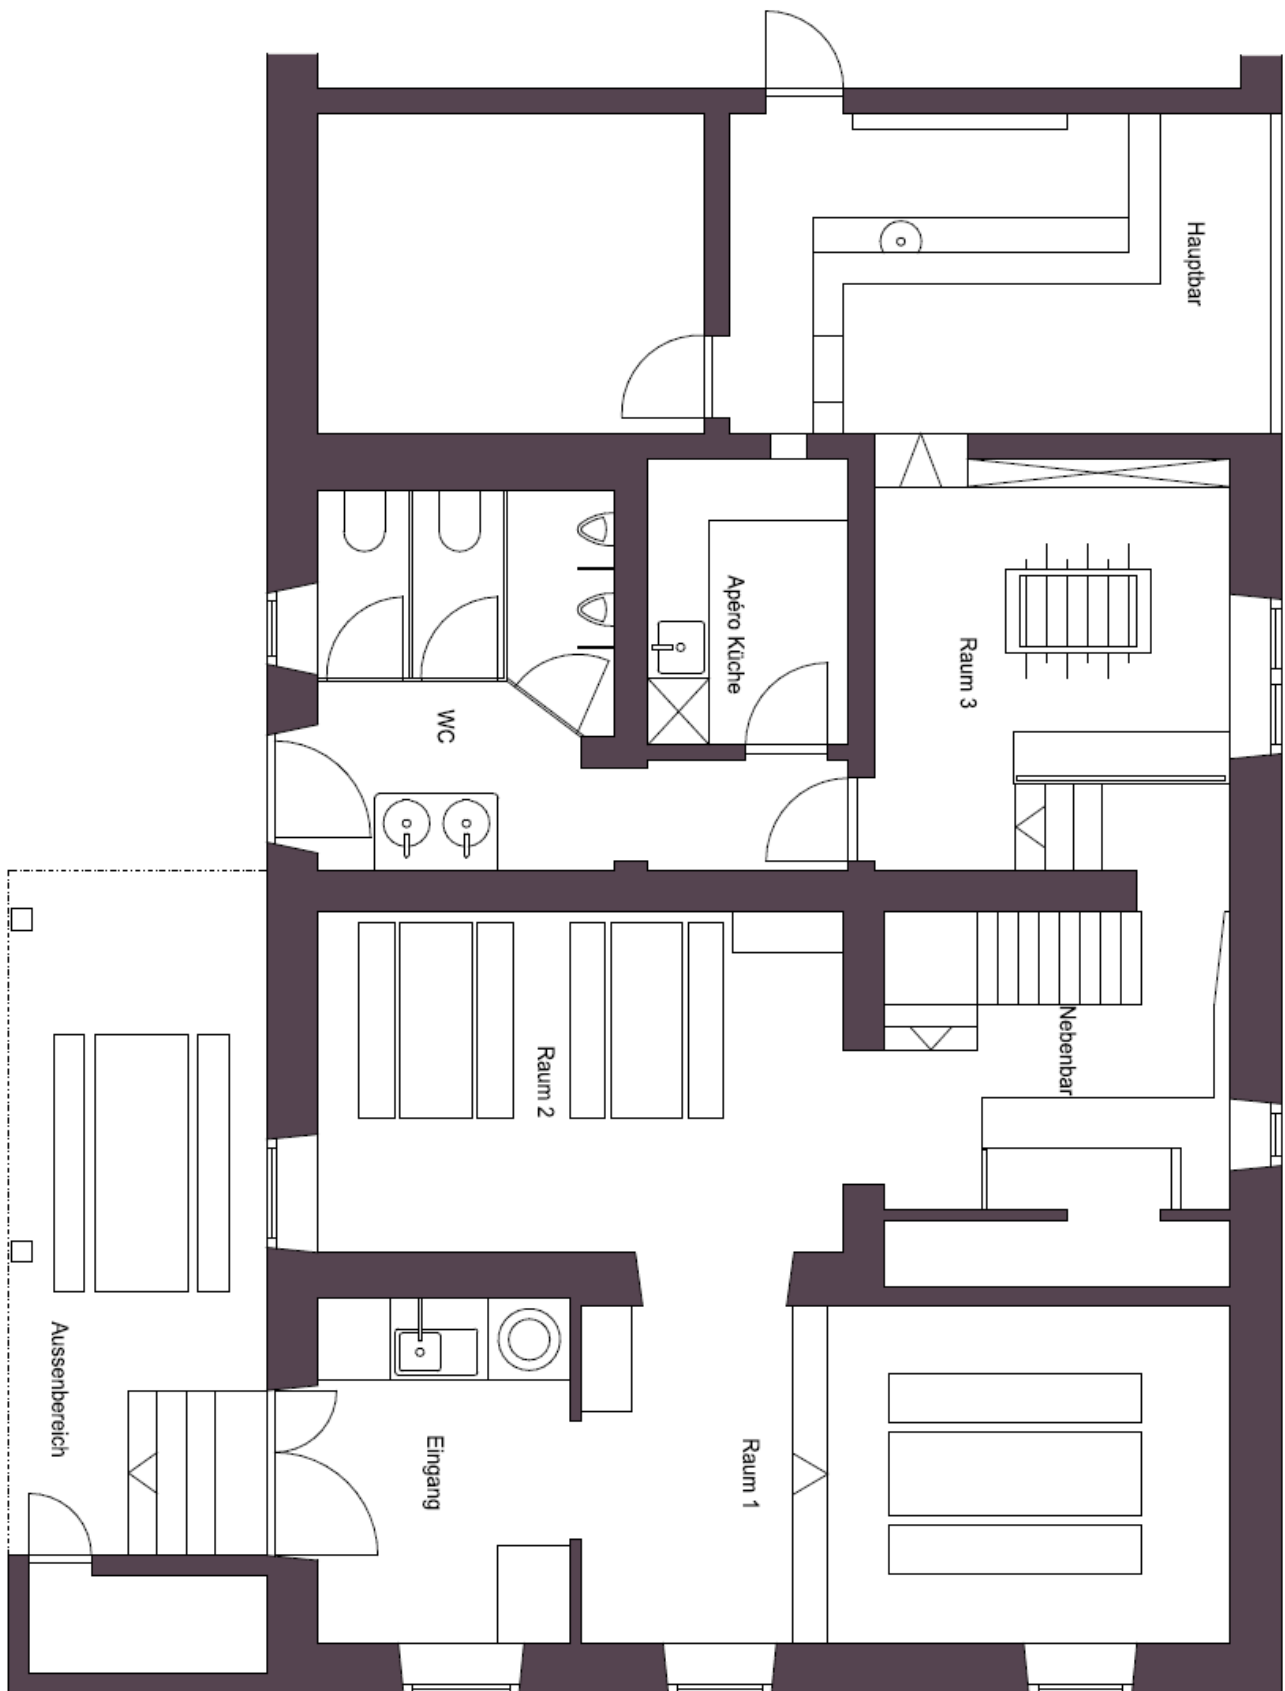 Hauptbar
Apéro Küche
Raum 3
WC
Nebenbar
Raum 2
Aussenbereich
Eingang
Raum 1